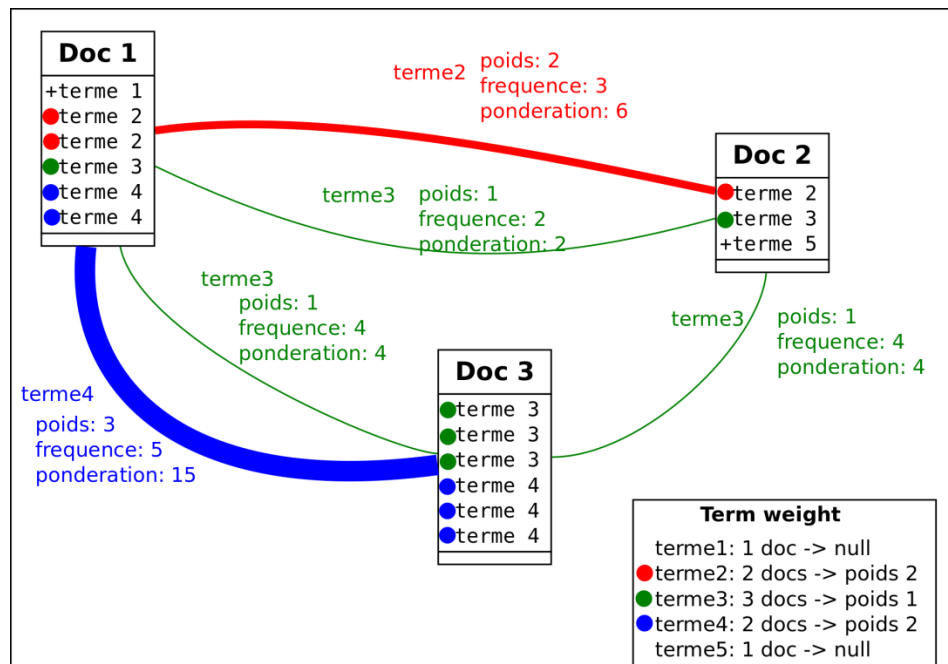 Doc 1
+terme 1
terme 2
terme 2
terme 3
terme 4
terme 4
terme2
poids: 2
frequence: 3
ponderation: 6
Doc 2
terme 2
terme 3
+terme 5
terme3
poids: 1
frequence: 2
ponderation: 2
terme3
poids: 1
frequence: 4
ponderation: 4
terme3
poids: 1
frequence: 4
ponderation: 4
terme4
poids: 3
frequence: 5
ponderation: 15
Doc 3
terme 3
terme 3
terme 3
terme 4
terme 4
terme 4
Term weight
terme1: 1 doc -> null
terme2: 2 docs -> poids 2
terme3: 3 docs -> poids 1
terme4: 2 docs -> poids 2
terme5: 1 doc -> null